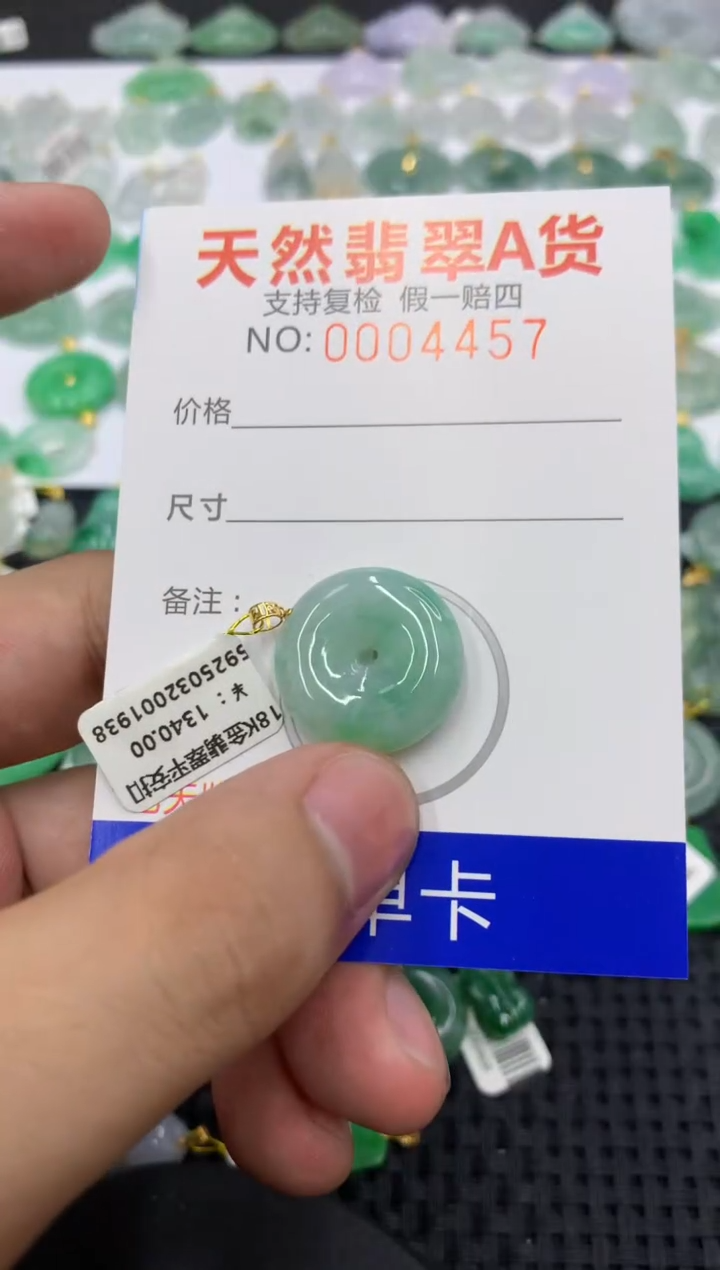 天然翡翠A货
支持复检 假一赔四
NO: 0004457
价格
尺寸
备注：
18K金翡翠平安扣
￥: 1340.00
5925032001938
卡